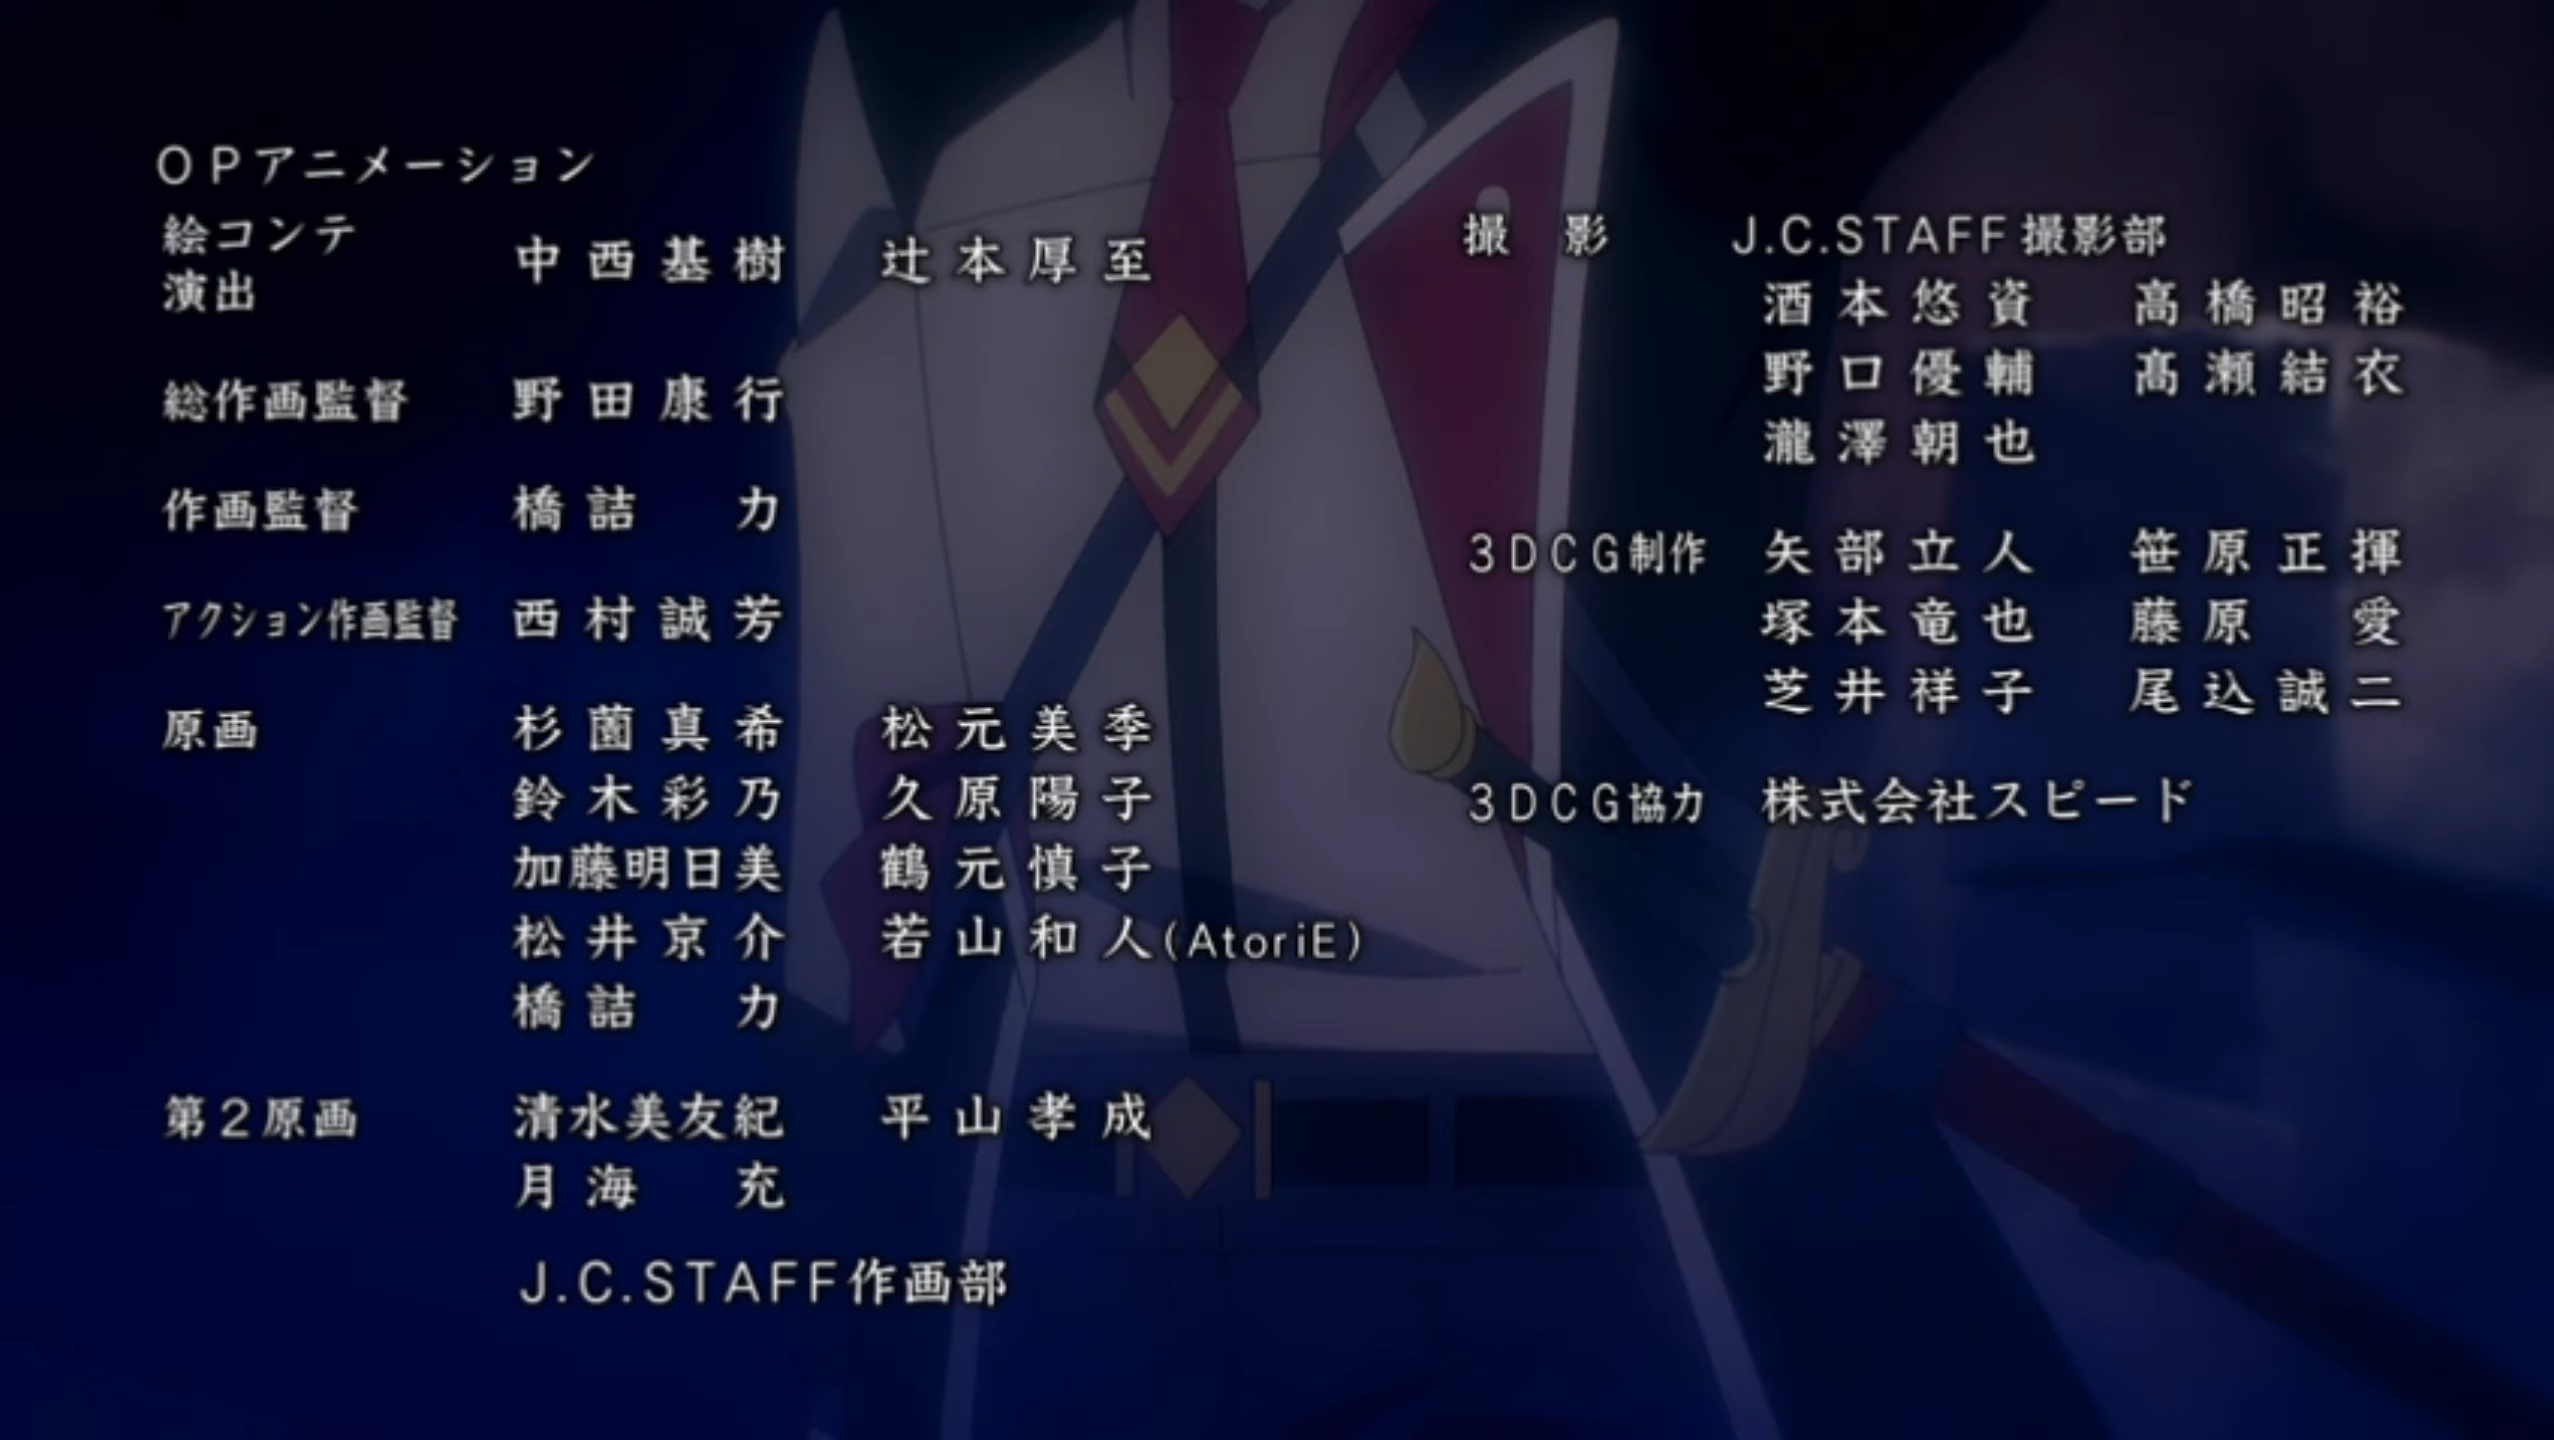 OPアニメーション
絵コンテ
演出
中西基樹 辻本厚至
総作画監督 野田康行
作画監督 橋詰力
アクション作画監督 西村誠芳
原画 杉薗真希 松元美季
鈴木彩乃 久原陽子
加藤明日美 鶴元慎子
松井京介 若山和人(AtoriE)
橋詰力
第2原画 清水美友紀 平山孝成
月海充
J.C.STAFF作画部
撮影 J.C.STAFF撮影部
酒本悠資 高橋昭裕
野口優輔 髙瀬結衣
瀧澤朝也
3DCG制作 矢部立人 笹原正揮
塚本竜也 藤原愛
芝井祥子 尾込誠二
3DCG協力 株式会社スピード